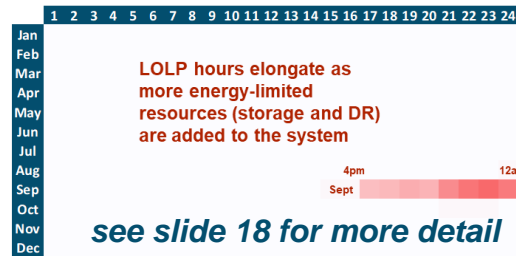 1 2 3 4 5 6 7 8 9 10 11 12 13 14 15 16 17 18 19 20 21 22 23 24
Jan
Feb
Mar
Apr
May
Jun
Jul
Aug
Sep
Oct
Nov
Dec
LOLP hours elongate as
more energy-limited
resources (storage and DR)
are added to the system
4pm 12a
Sept
see slide 18 for more detail